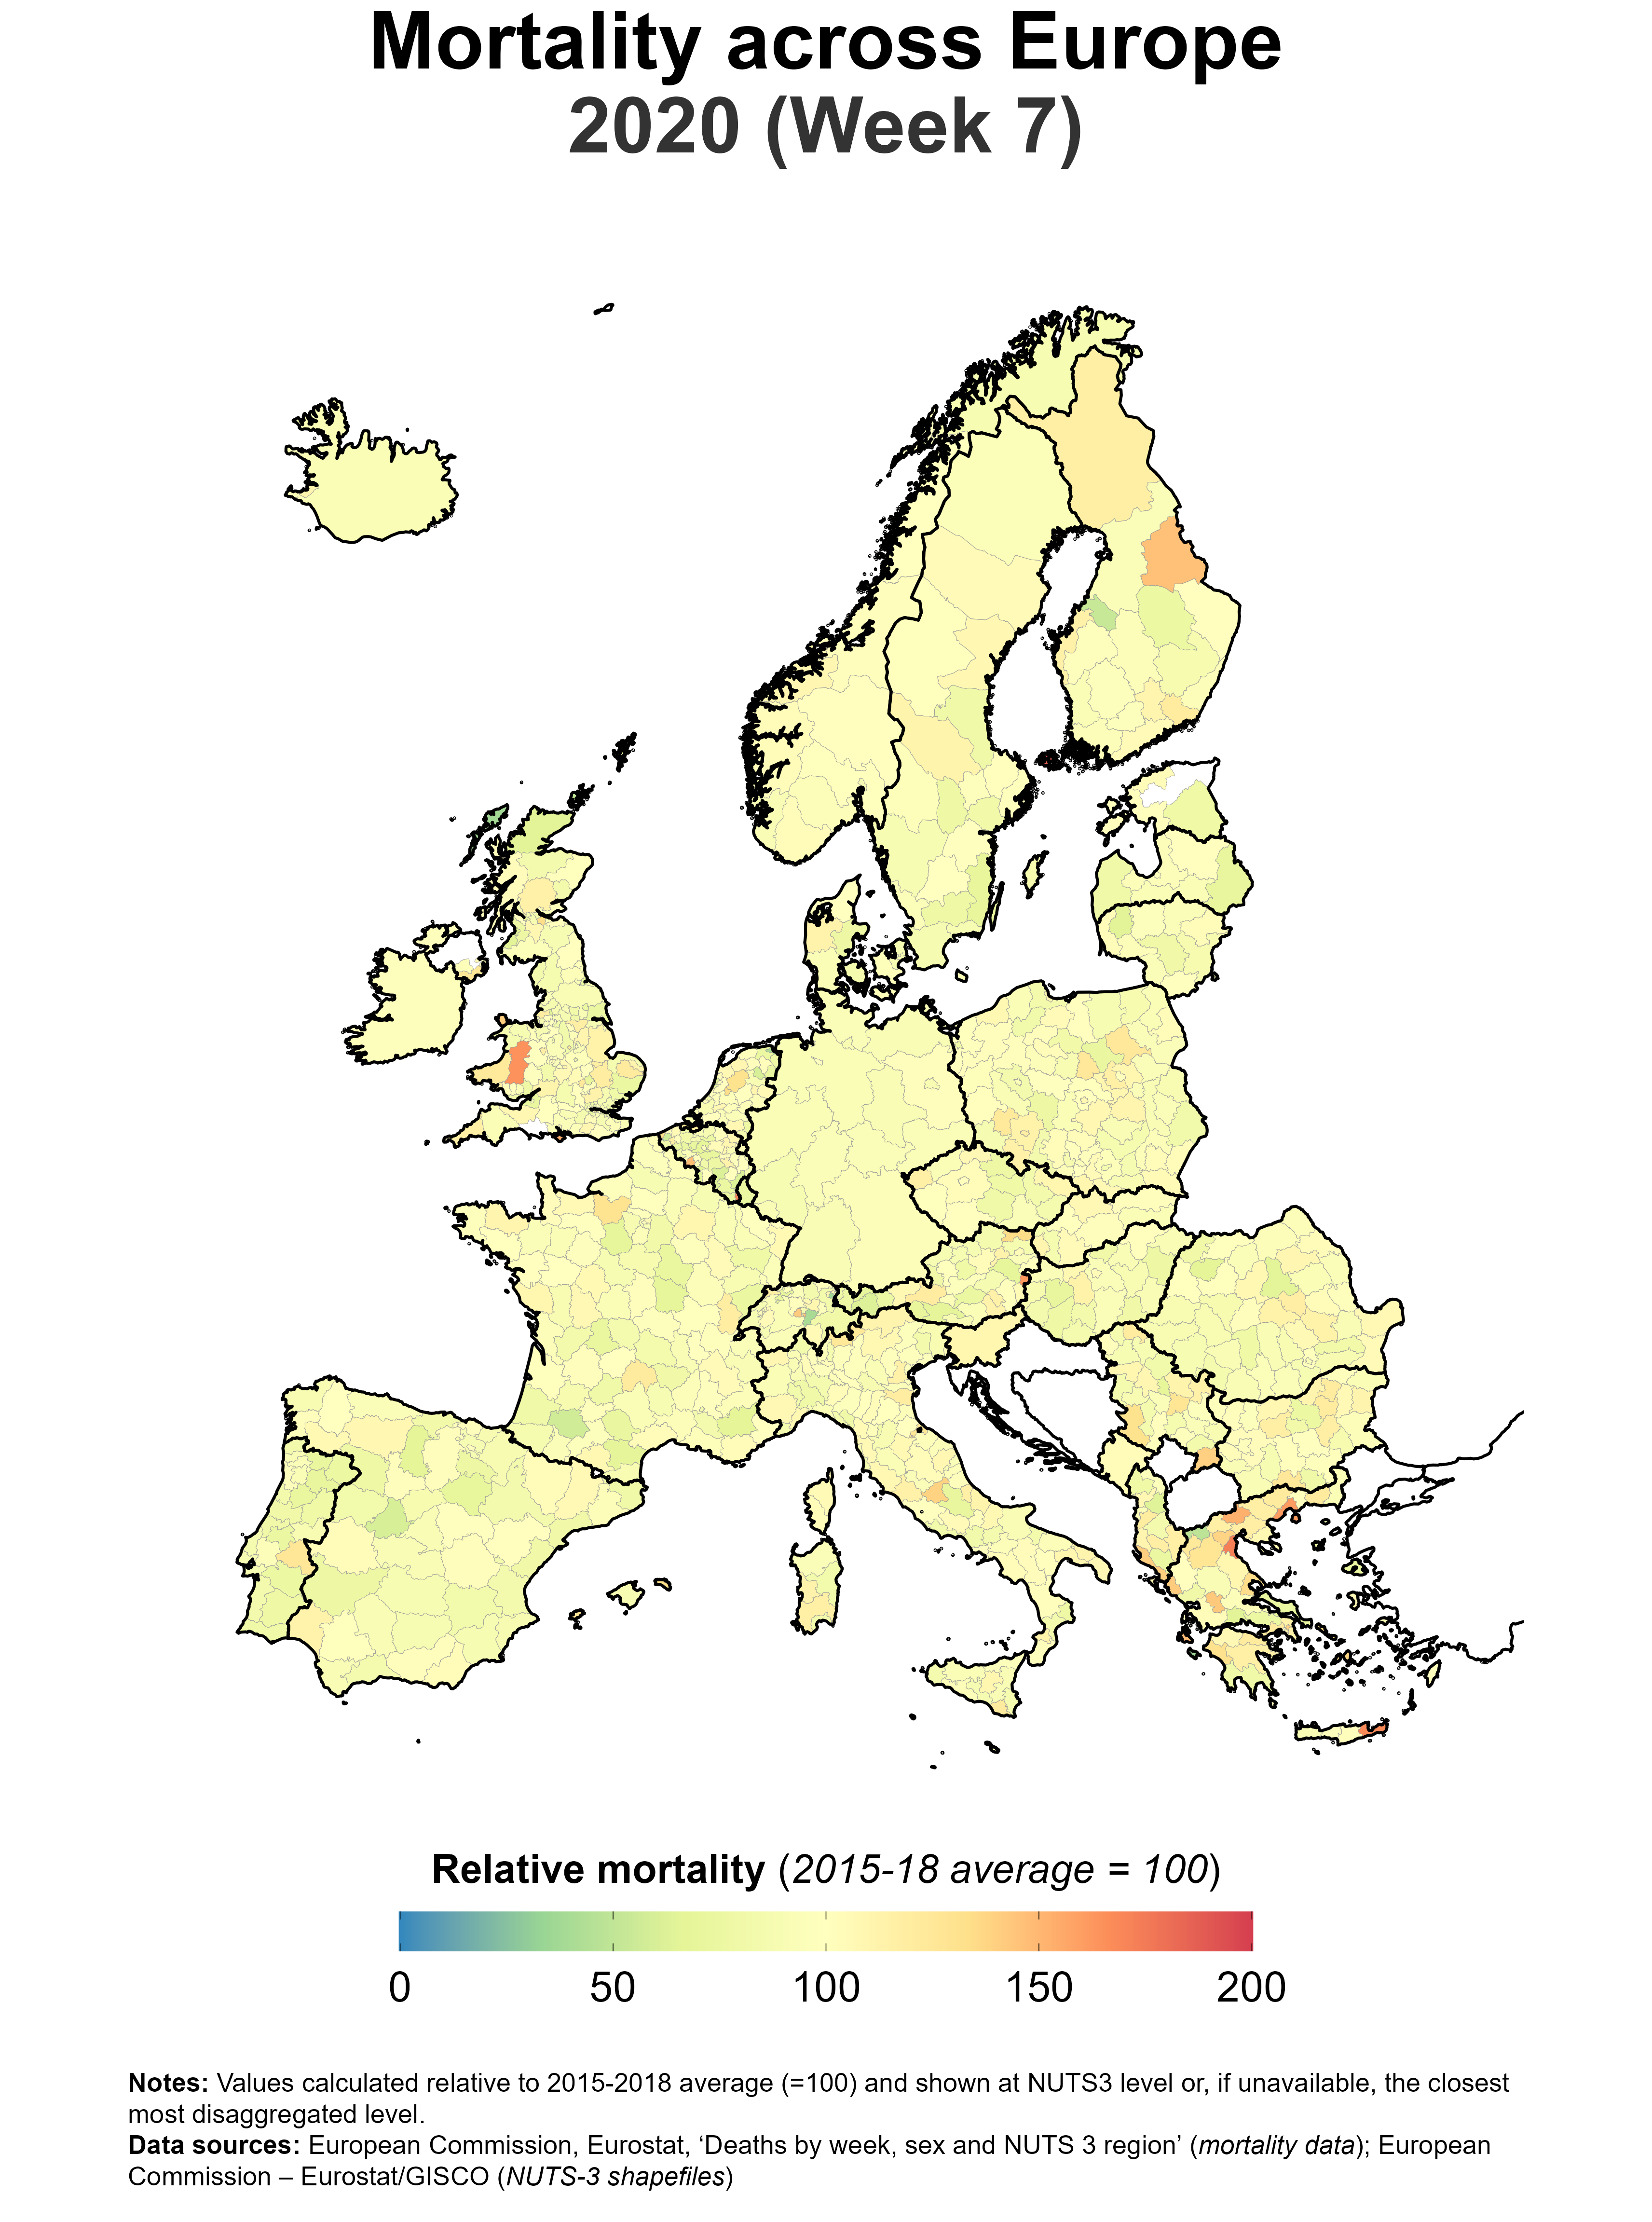 Mortality across Europe
2020 (Week 7)
Relative mortality (2015-18 average = 100)
0 50 100 150 200
Notes: Values calculated relative to 2015-2018 average (=100) and shown at NUTS3 level or, if unavailable, the closest
most disaggregated level.
Data sources: European Commission, Eurostat, ‘Deaths by week, sex and NUTS 3 region’ (mortality data); European
Commission – Eurostat/GISCO (NUTS-3 shapefiles)